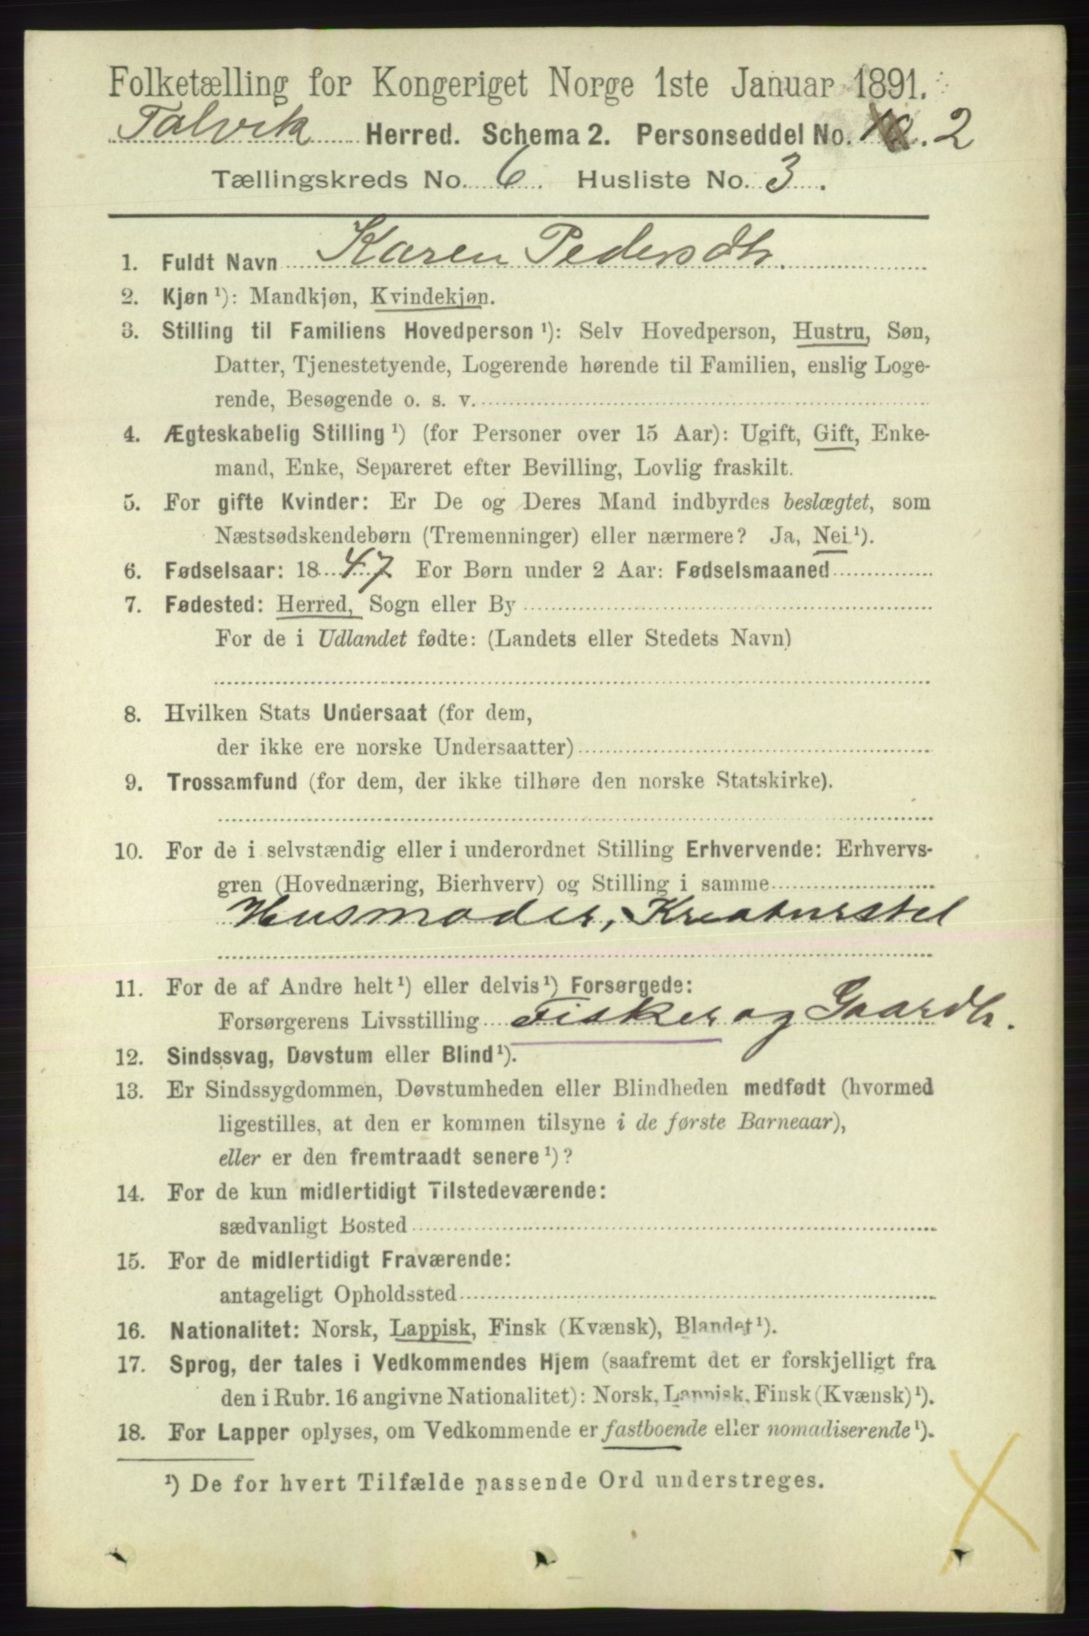 Folketælling for Kongeriget Norge 1ste Januar 1891.
Talvik Herred. Schema 2. Personseddel No. 2
Tællingskreds No. 6. Husliste No. 3.
1. Fuldt Navn Karen Pedersdtr.
2. Kjøn ¹): Mandkjøn, Kvindekjøn.
3. Stilling til Familiens Hovedperson ¹): Selv Hovedperson, Hustru, Søn,
Datter, Tjenestetyende, Logerende hørende til Familien, enslig Loge-
rende, Besøgende o. s. v.
4. Ægteskabelig Stilling ¹) (for Personer over 15 Aar): Ugift, Gift, Enke-
mand, Enke, Separeret efter Bevilling, Lovlig fraskilt.
5. For gifte Kvinder: Er De og Deres Mand indbyrdes beslægtet, som
Næstsødskendebørn (Tremenninger) eller nærmere? Ja, Nei ¹).
6. Fødselsaar: 1847 For Børn under 2 Aar: Fødselsmaaned
7. Fødested: Herred, Sogn eller By
For de i Udlandet fødte: (Landets eller Stedets Navn)
8. Hvilken Stats Undersaat (for dem,
der ikke ere norske Undersaatter)
9. Trossamfund (for dem, der ikke tilhøre den norske Statskirke).
10. For de i selvstændig eller i underordnet Stilling Erhvervende: Erhvervs-
gren (Hovednæring, Bierhverv) og Stilling i samme
Husmoder, Kreaturstel
11. For de af Andre helt ¹) eller delvis ¹) Forsørgede:
Forsørgerens Livsstilling Fisker og Gaardb.
12. Sindssvag, Døvstum eller Blind ¹).
13. Er Sindssygdommen, Døvstumheden eller Blindheden medfødt (hvormed
ligestilles, at den er kommen tilsyne i de første Barneaar),
eller er den fremtraadt senere ¹)?
14. For de kun midlertidigt Tilstedeværende:
sædvanligt Bosted
15. For de midlertidigt Fraværende:
antageligt Opholdssted
16. Nationalitet: Norsk, Lappisk, Finsk (Kvænsk), Blandet ¹).
17. Sprog, der tales i Vedkommendes Hjem (saafremt det er forskjelligt fra
den i Rubr. 16 angivne Nationalitet): Norsk, Lappisk, Finsk (Kvænsk) ¹).
18. For Lapper oplyses, om Vedkommende er fastboende eller nomadiserende ¹).
¹) De for hvert Tilfælde passende Ord understreges.